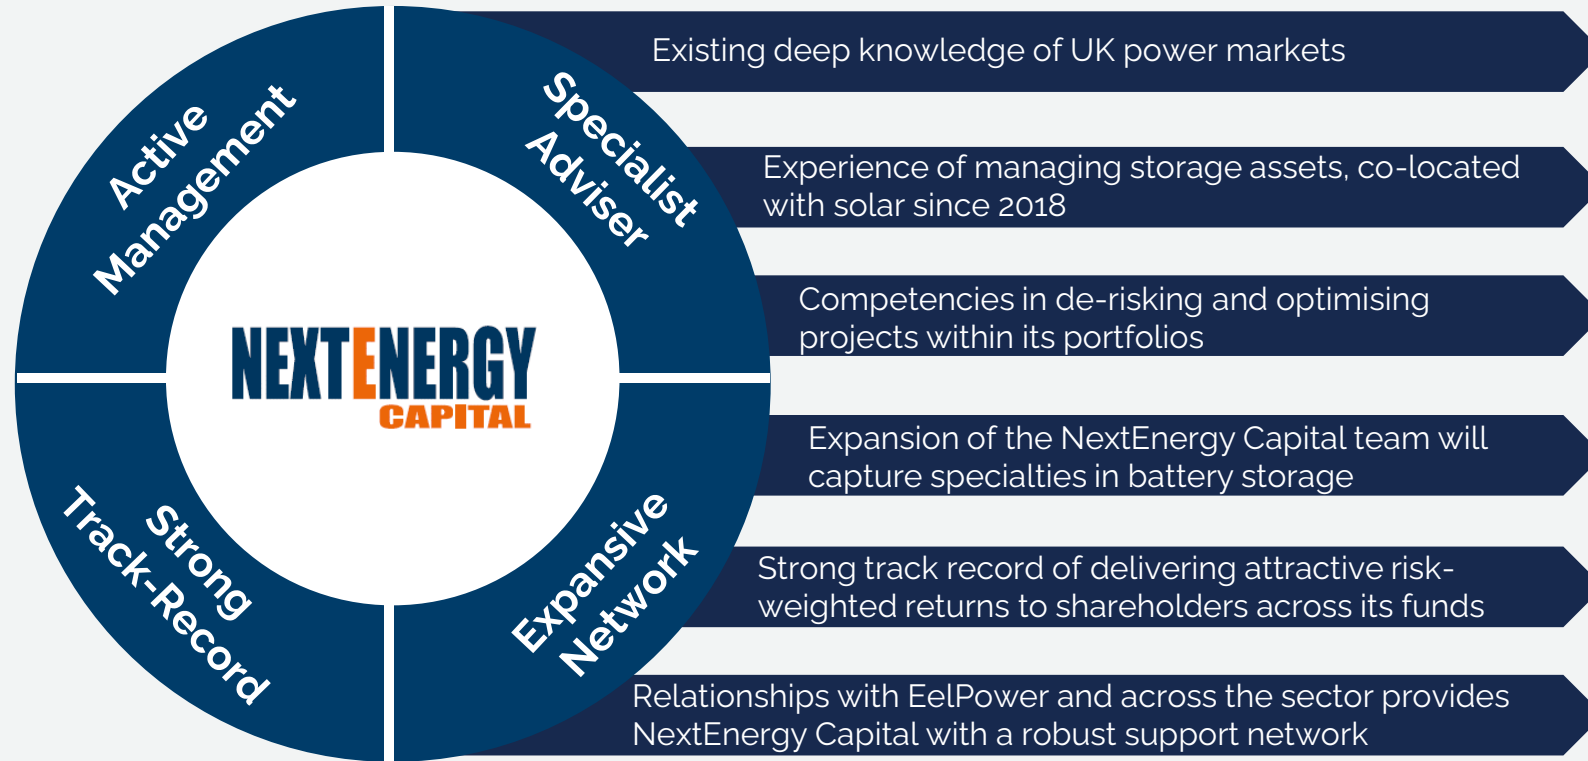 Active
Management
Specialist
Adviser
Strong
Track-Record
Expansive
Network
NEXTENERGY
CAPITAL
Existing deep knowledge of UK power markets
Experience of managing storage assets, co-located
with solar since 2018
Competencies in de-risking and optimising
projects within its portfolios
Expansion of the NextEnergy Capital team will
capture specialties in battery storage
Strong track record of delivering attractive risk-
weighted returns to shareholders across its funds
Relationships with EelPower and across the sector provides
NextEnergy Capital with a robust support network